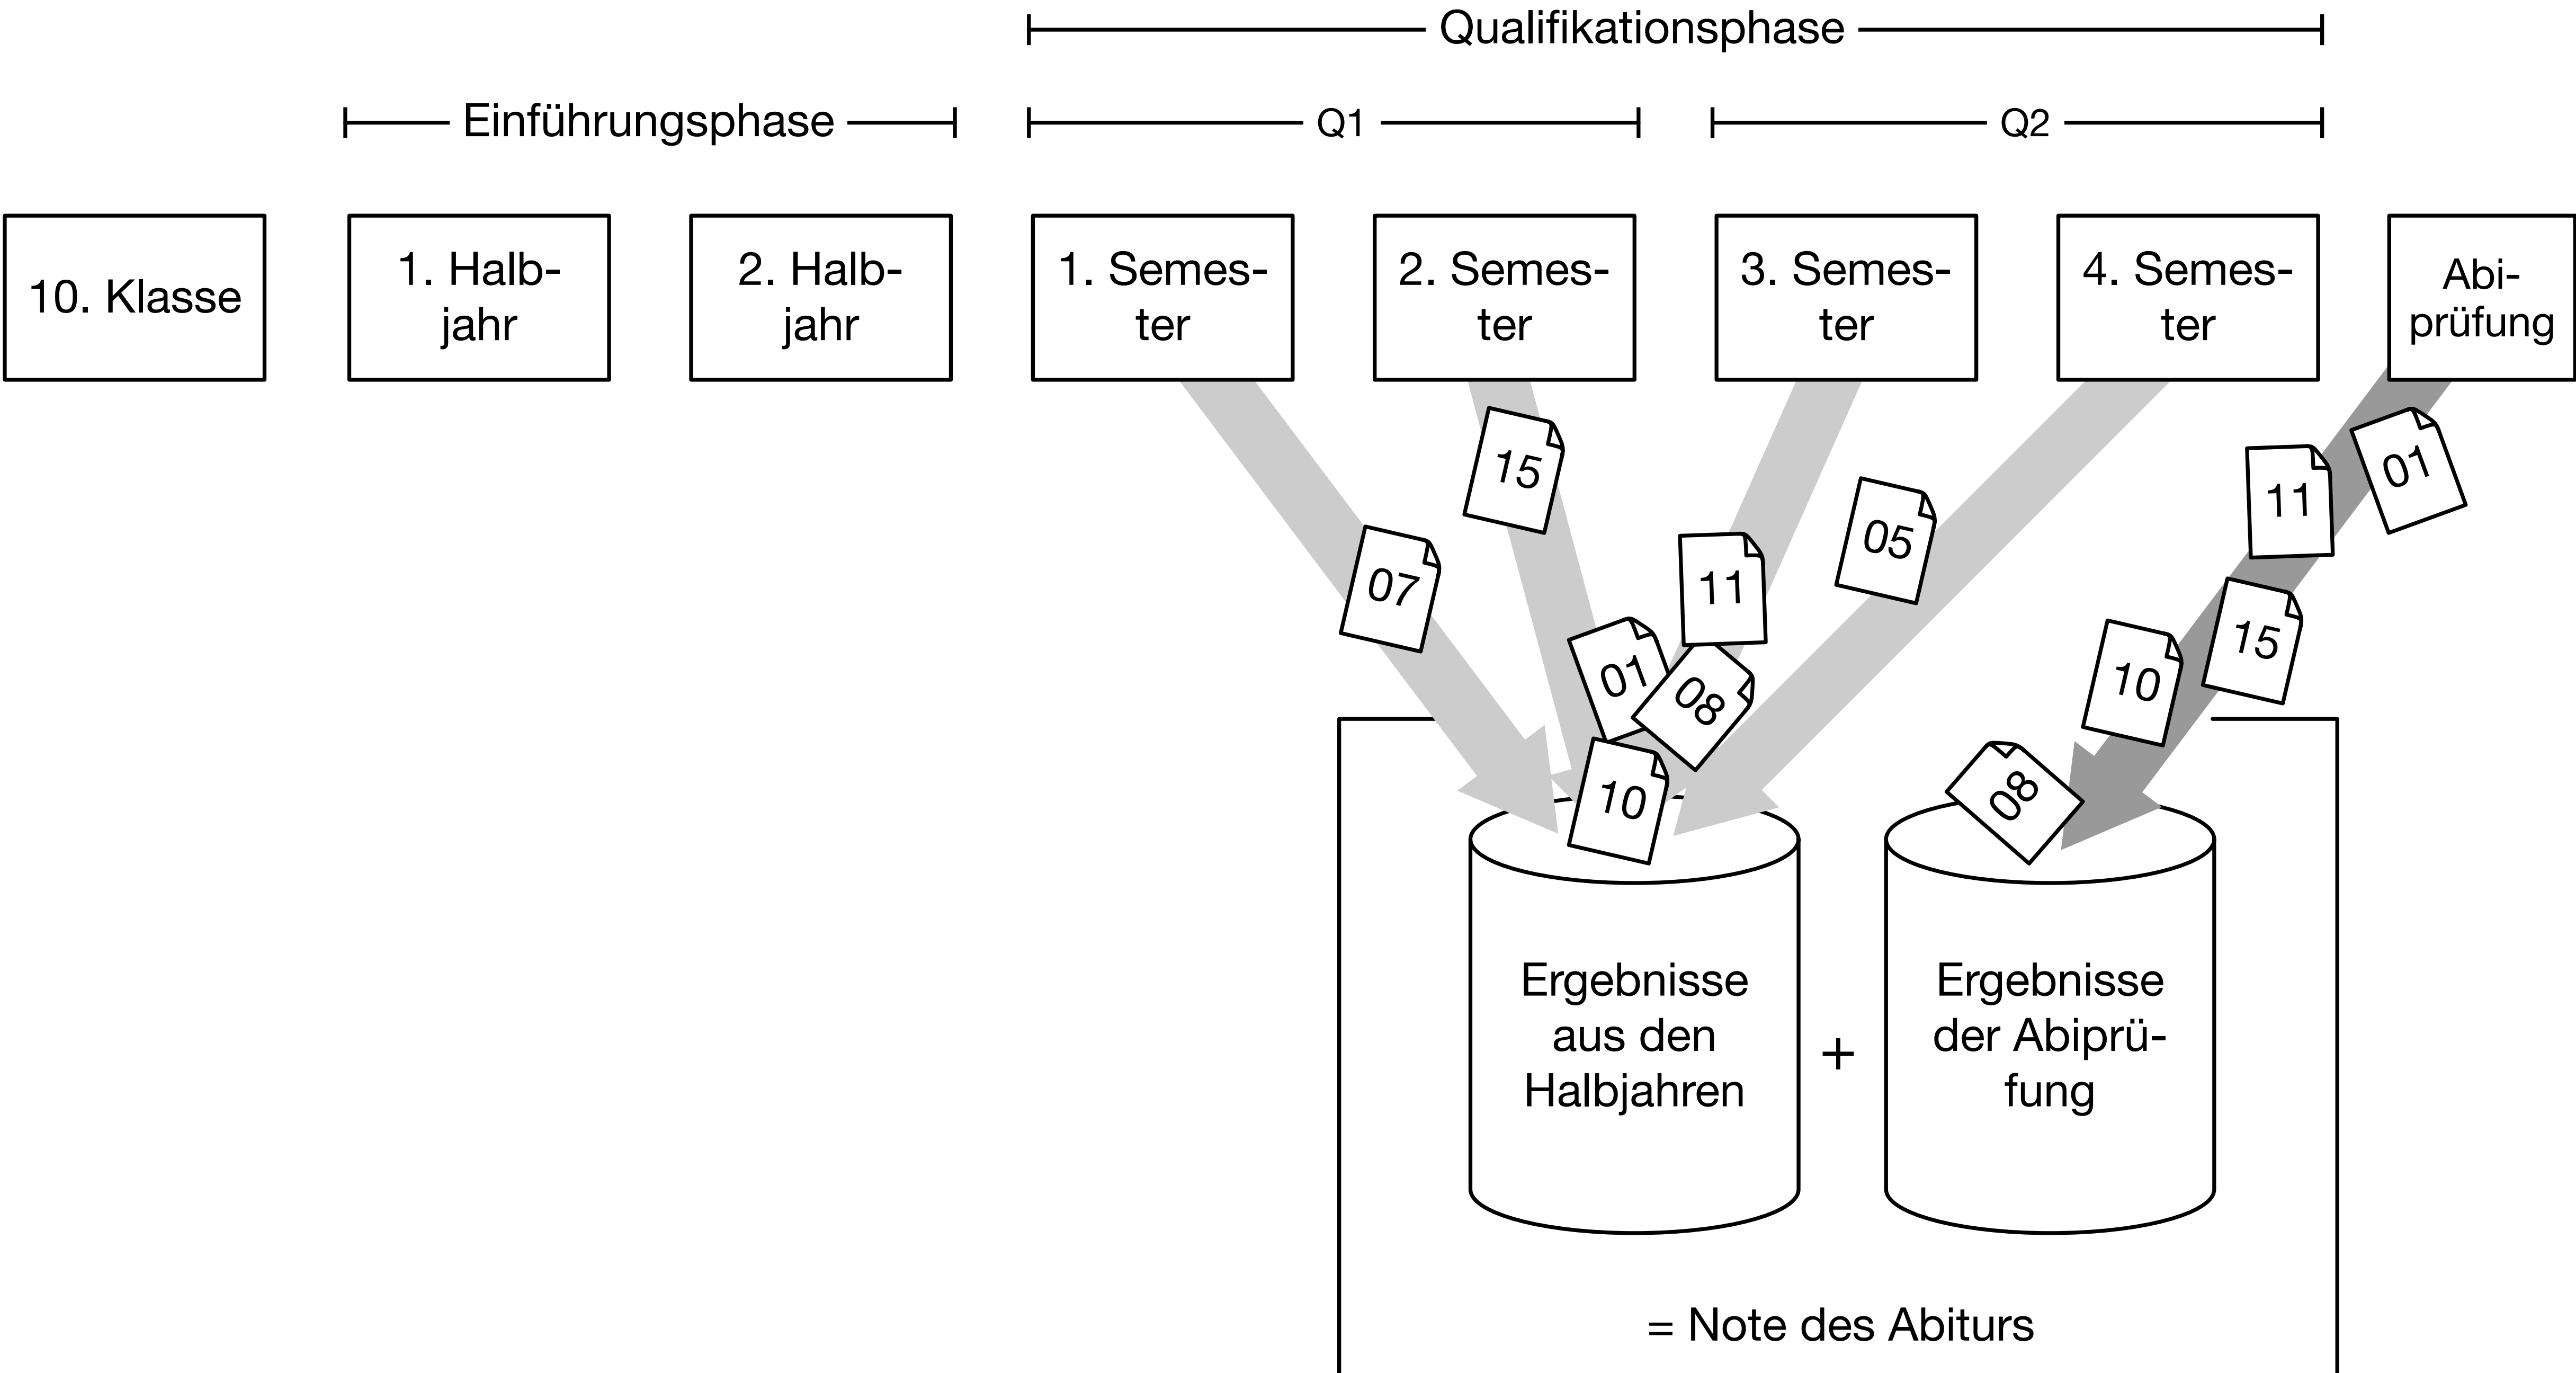 Qualifikationsphase
Einführungsphase
Q1
Q2
10. Klasse
1. Halb-
jahr
2. Halb-
jahr
1. Semes-
ter
2. Semes-
ter
3. Semes-
ter
4. Semes-
ter
Abi-
prüfung
15
07
11
05
01
08
10
01
11
15
10
08
Ergebnisse
aus den
Halbjahren
+
Ergebnisse
der Abiprü-
fung
= Note des Abiturs